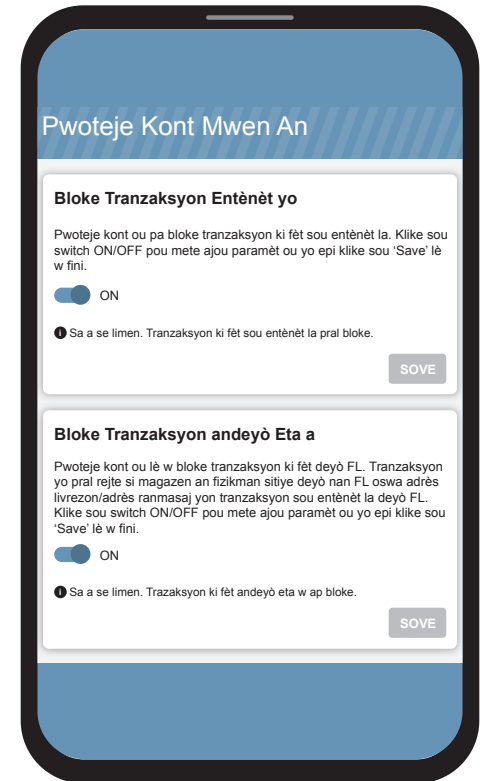 Pwoteje Kont Mwen An
Bloke Tranzaksyon Entènèt yo
Pwoteje kont ou pa bloke tranzaksyon ki fèt sou entènèt la. Klike sou
switch ON/OFF pou mete ajou paramèt ou yo epi klike sou ‘Save’ lè
w fini.
ON
Sa a se limen. Tranzaksyon ki fèt sou entènèt la pral bloke.
SOVE
Bloke Tranzaksyon andeyò Eta a
Pwoteje kont ou lè w bloke tranzaksyon ki fèt deyò FL. Tranzaksyon
yo pral rejte si magazen an fizikman sitiye deyò nan FL oswa adrès
livrezon/adrès ranmasaj yon tranzaksyon sou entènèt la deyò FL.
Klike sou switch ON/OFF pou mete ajou paramèt ou yo epi klike sou
‘Save’ lè w fini.
ON
Sa a se limen. Trazaksyon ki fèt andeyò eta w ap bloke.
SOVE